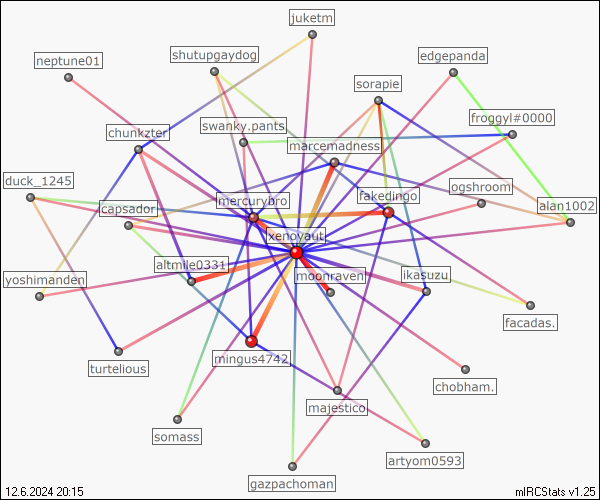 juketm
shutupgaydog
edgepanda
neptune01
sorapie
froggyl#0000
swanky.pants
chunkzter
marcemadness
duck_1245
ogshroom
fakedingo
mercurybro
capsador
alan1002
xenoyaut
altmile0331
moonraven
ikasuzu
yoshimanden
facadas.
turtelious
mingus4742
chobham.
majestico
somass
artyom0593
gazpachoman
12.6.2024 20:15
mIRCStats v1.25